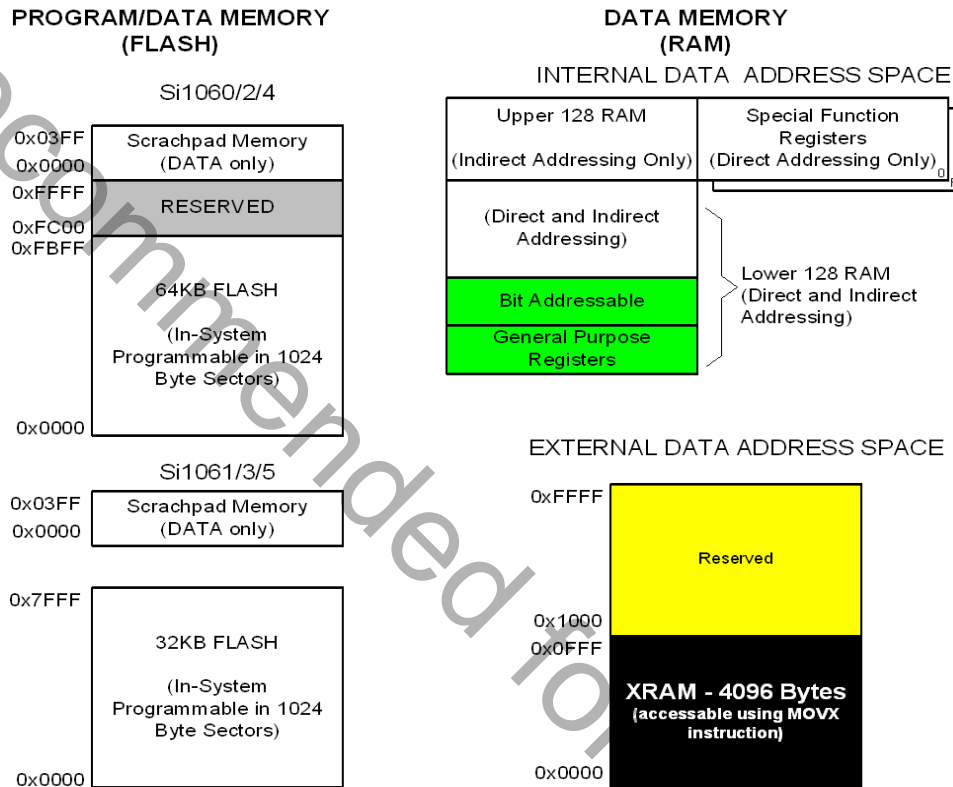 PROGRAM/DATA MEMORY
(FLASH)
Si1060/2/4
0x03FF
Scrachpad Memory
(DATA only)
0x0000
0xFFFF
RESERVED
0xFC00
0xFBFF
64KB FLASH
(In-System
Programmable in 1024
Byte Sectors)
0x0000
Si1061/3/5
0x03FF
Scrachpad Memory
(DATA only)
0x0000
0x7FFF
32KB FLASH
(In-System
Programmable in 1024
Byte Sectors)
0x0000
DATA MEMORY
(RAM)
INTERNAL DATA ADDRESS SPACE
Upper 128 RAM
(Indirect Addressing Only)
Special Function
Registers
(Direct Addressing Only)
0
F
(Direct and Indirect
Addressing)
Bit Addressable
General Purpose
Registers
Lower 128 RAM
(Direct and Indirect
Addressing)
EXTERNAL DATA ADDRESS SPACE
0xFFFF
Reserved
0x1000
0x0FFF
XRAM - 4096 Bytes
(accessable using MOVX
instruction)
0x0000
ecommended fo